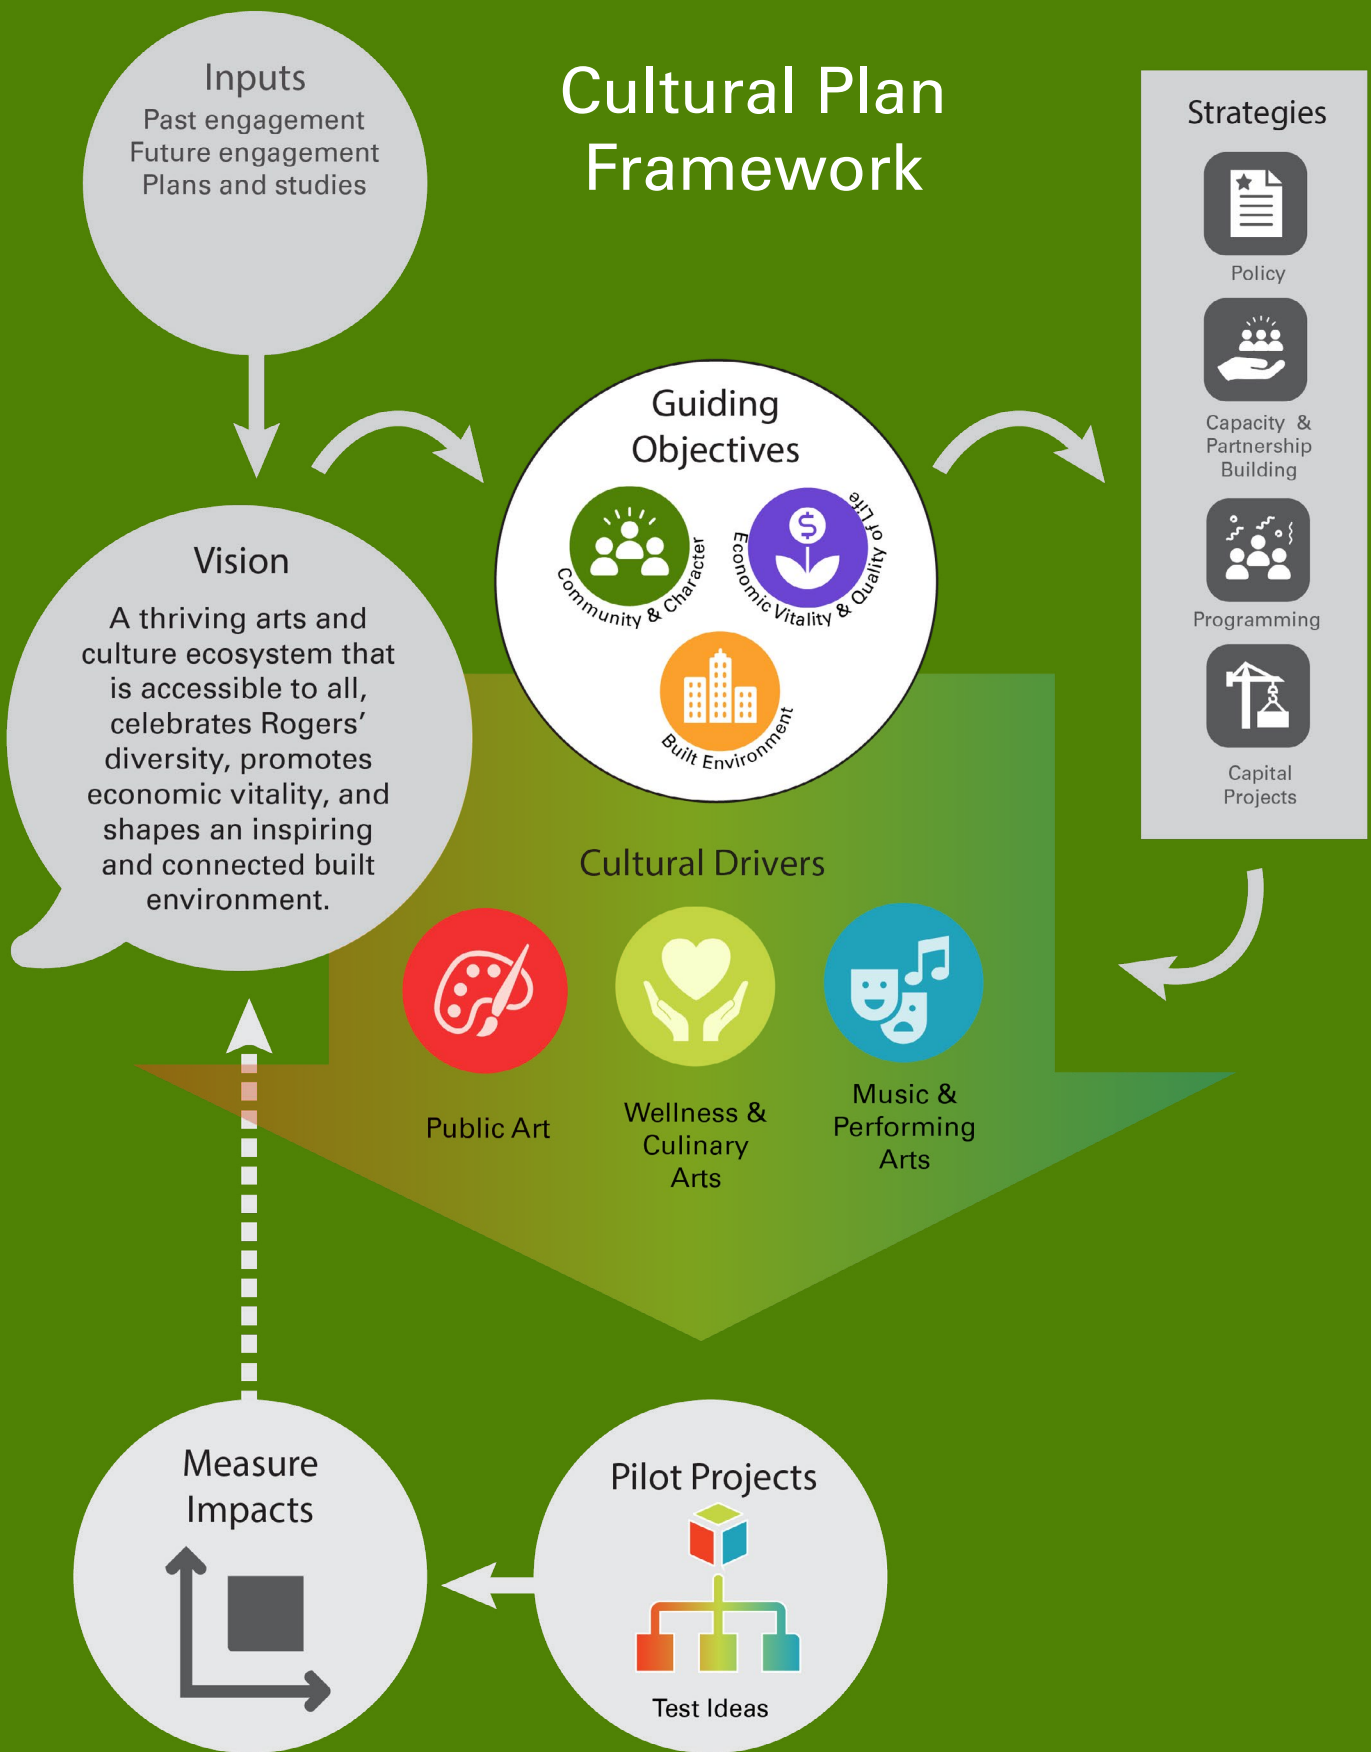 Cultural Plan
Framework
Inputs
Past engagement
Future engagement
Plans and studies
Vision
A thriving arts and
culture ecosystem that
is accessible to all,
celebrates Rogers’
diversity, promotes
economic vitality, and
shapes an inspiring
and connected built
environment.
Guiding
Objectives
Community & Character
Economic Vitality & Quality of Life
$
Built Environment
Strategies
Policy
Capacity &
Partnership
Building
Programming
Capital
Projects
Cultural Drivers
Public Art
Wellness &
Culinary
Arts
Music &
Performing
Arts
Pilot Projects
Test Ideas
Measure
Impacts